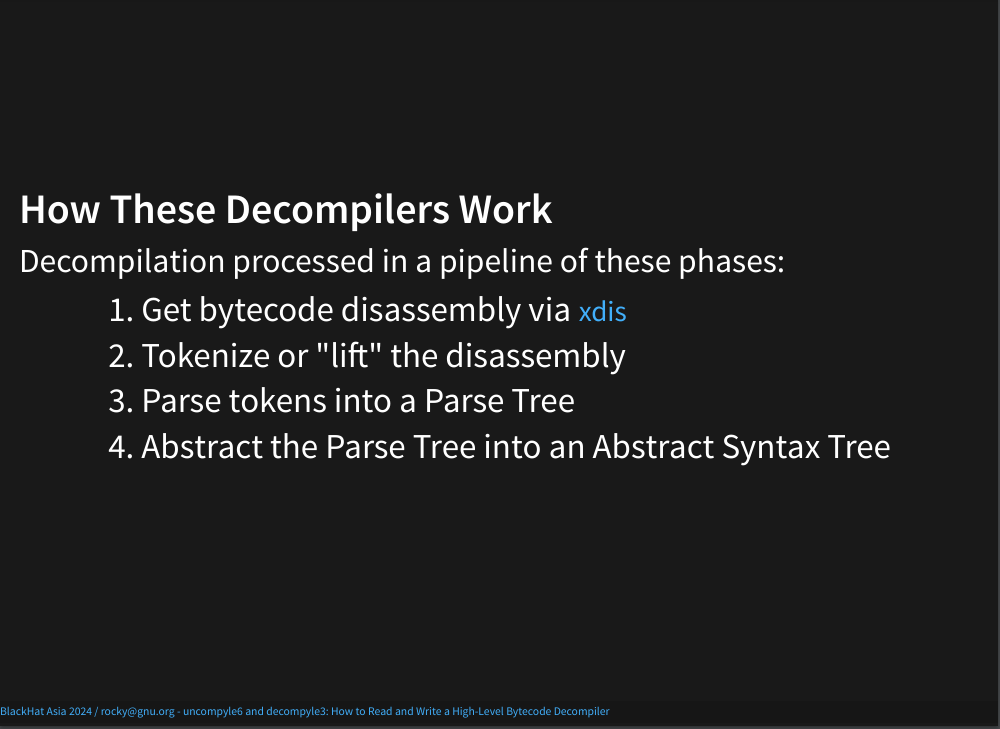 How These Decompilers Work
Decompilation processed in a pipeline of these phases:
1. Get bytecode disassembly via xdis
2. Tokenize or "lift" the disassembly
3. Parse tokens into a Parse Tree
4. Abstract the Parse Tree into an Abstract Syntax Tree
BlackHat Asia 2024 / rocky@gnu.org - uncompyle6 and decompyle3: How to Read and Write a High-Level Bytecode Decompiler